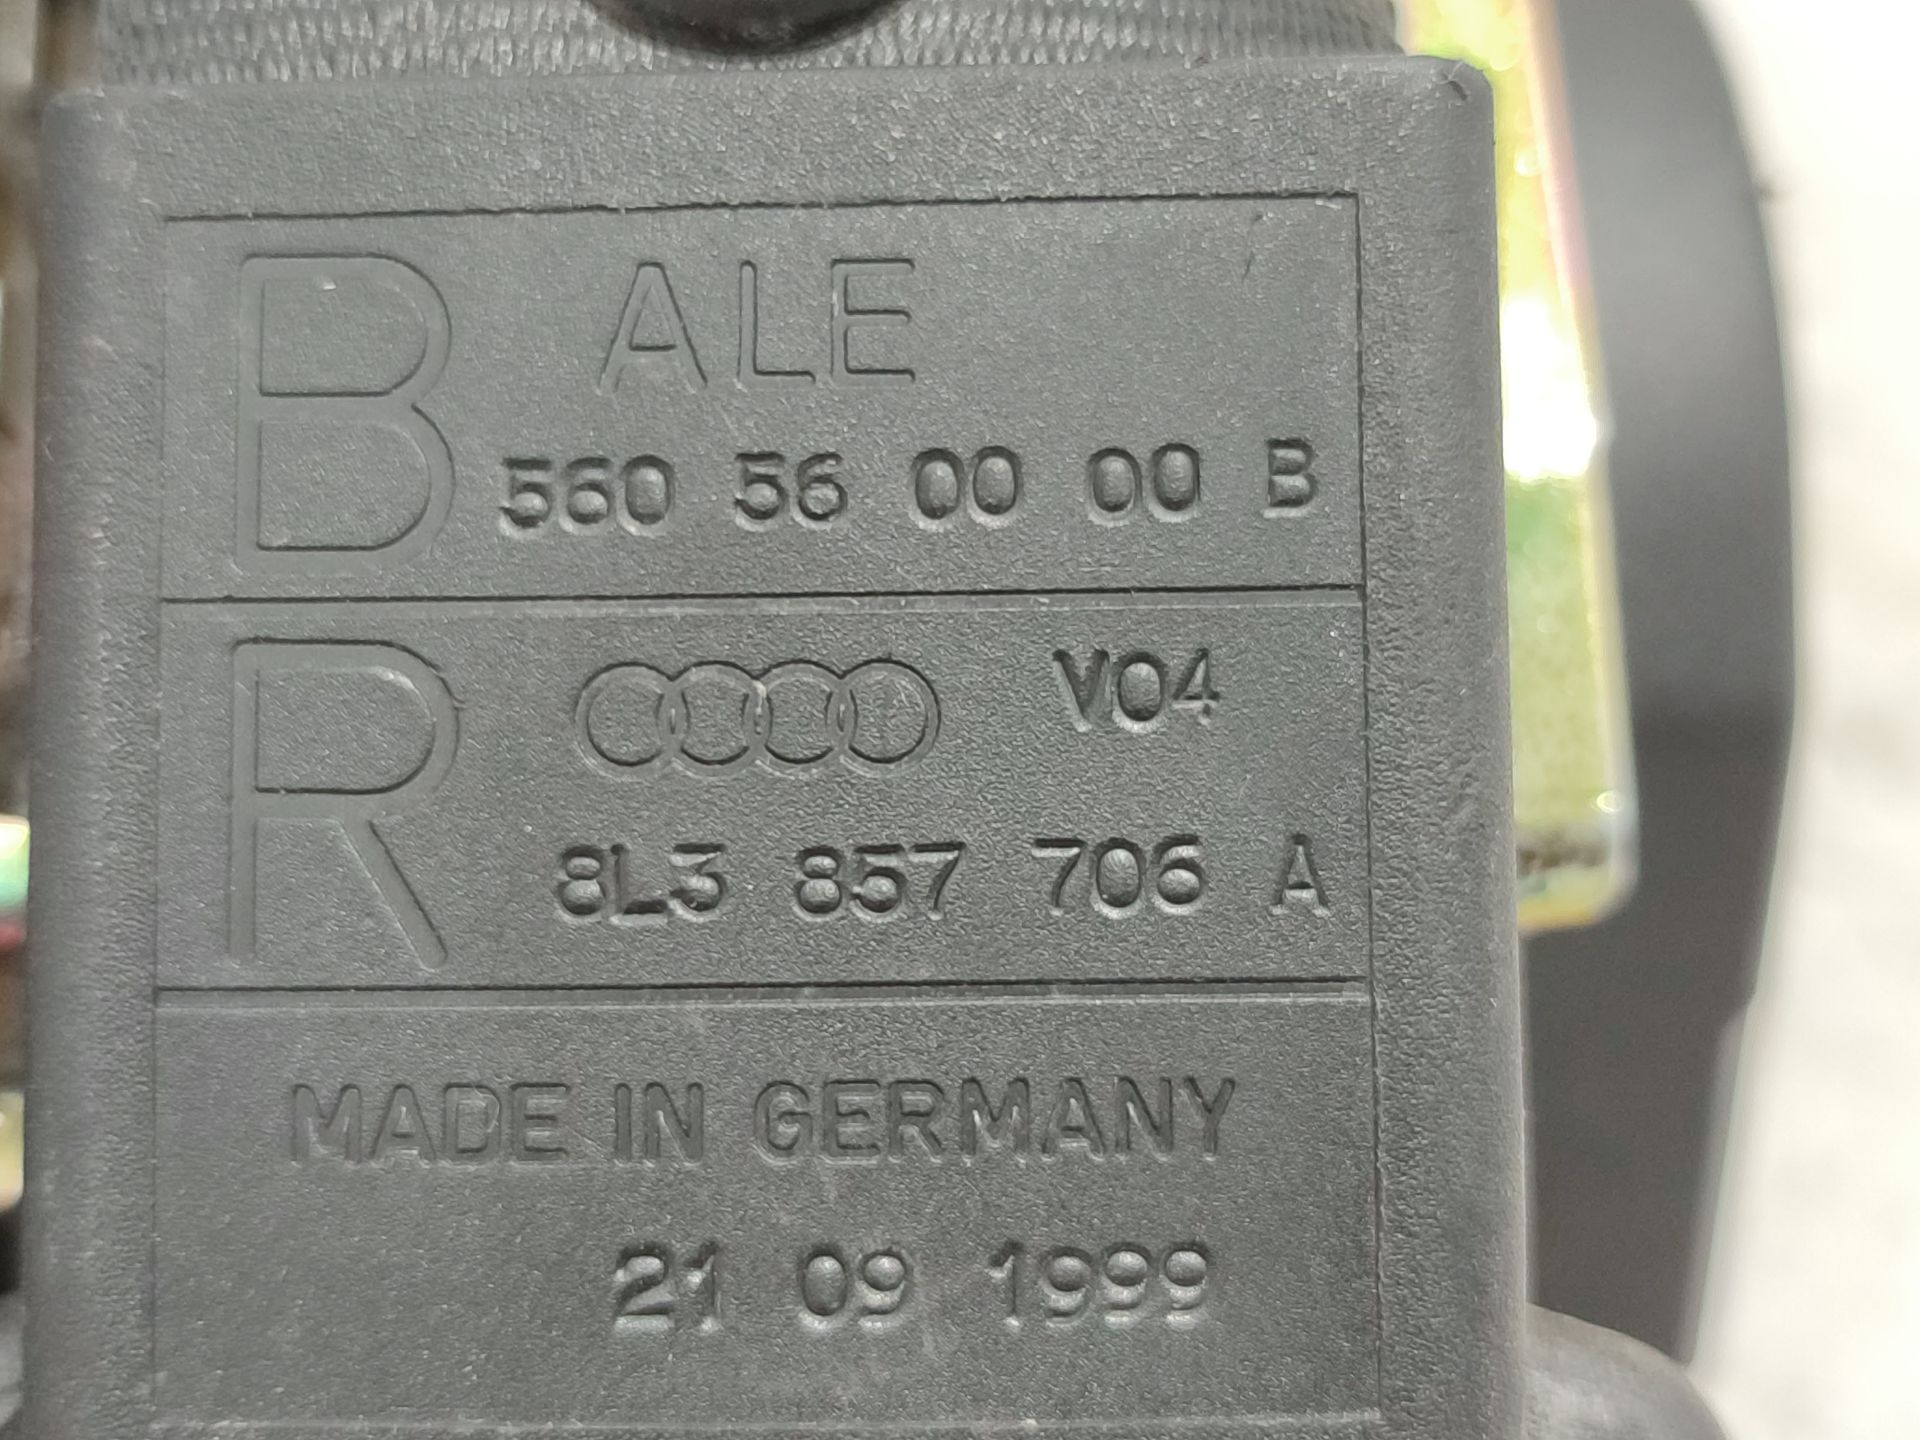 B ALE
560 56 00 00 B
R V04
8L3 857 706 A
MADE IN GERMANY
21 09 1999